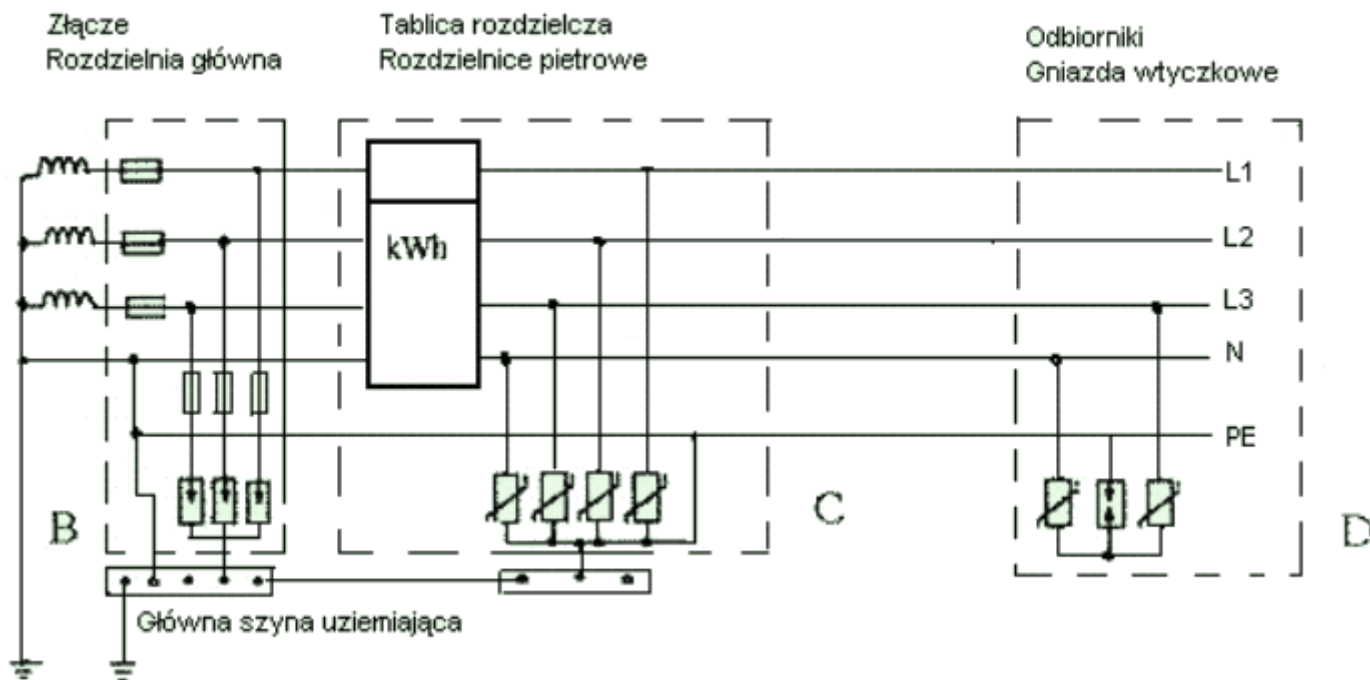 Złącze
Rozdzielnia główna
Tablica rozdzielcza
Rozdzielnice pietrowe
Odbiorniki
Gniazda wtyczkowe
L1
L2
kWh
L3
N
PE
B
C
D
Główna szyna uziemiająca